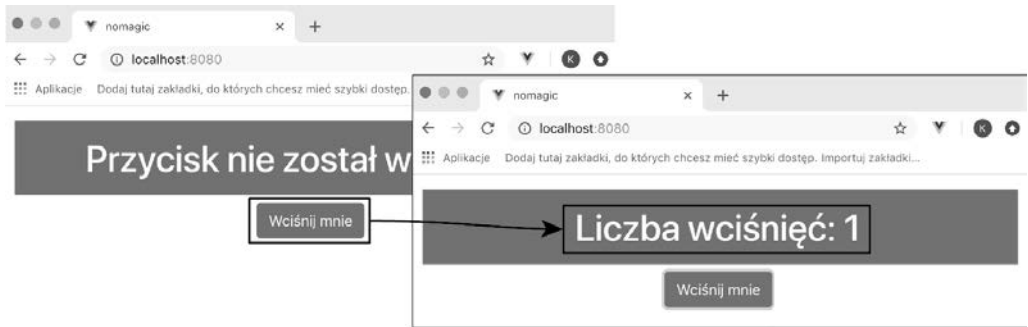 nomagic
localhost:8080
K
Aplikacje Dodaj tutaj zakładki, do których chcesz mieć szybki dostęp.
Przycisk nie został w
Wciśnij mnie
nomagic
localhost:8080
K
Aplikacje Dodaj tutaj zakładki, do których chcesz mieć szybki dostęp. Importuj zakładki...
Liczba wciśnięć: 1
Wciśnij mnie